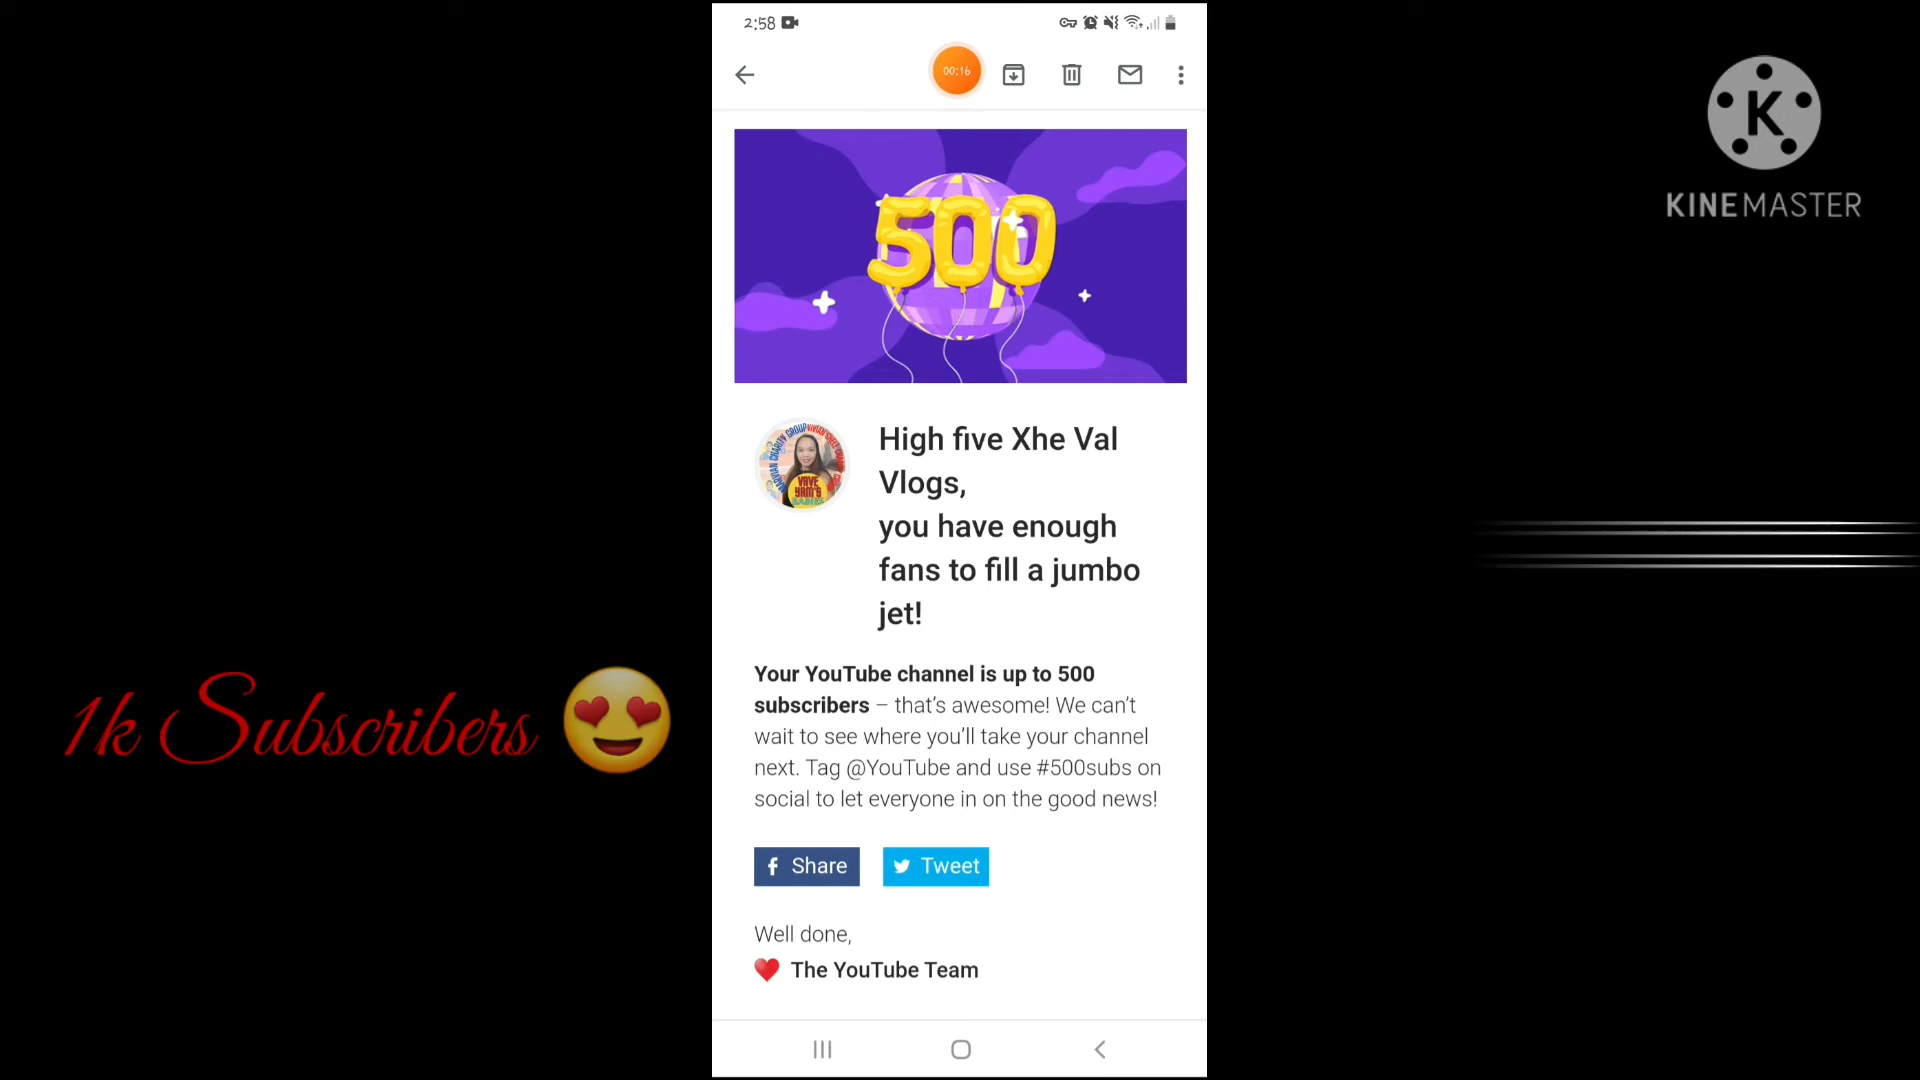 2:58
00:16
KINEMASTER
500
High five Xhe Val
Vlogs,
you have enough
fans to fill a jumbo
jet!
Your YouTube channel is up to 500
subscribers – that’s awesome! We can’t
wait to see where you’ll take your channel
next. Tag @YouTube and use #500subs on
social to let everyone in on the good news!
1k Subscribers 😍
Share
Tweet
Well done,
The YouTube Team